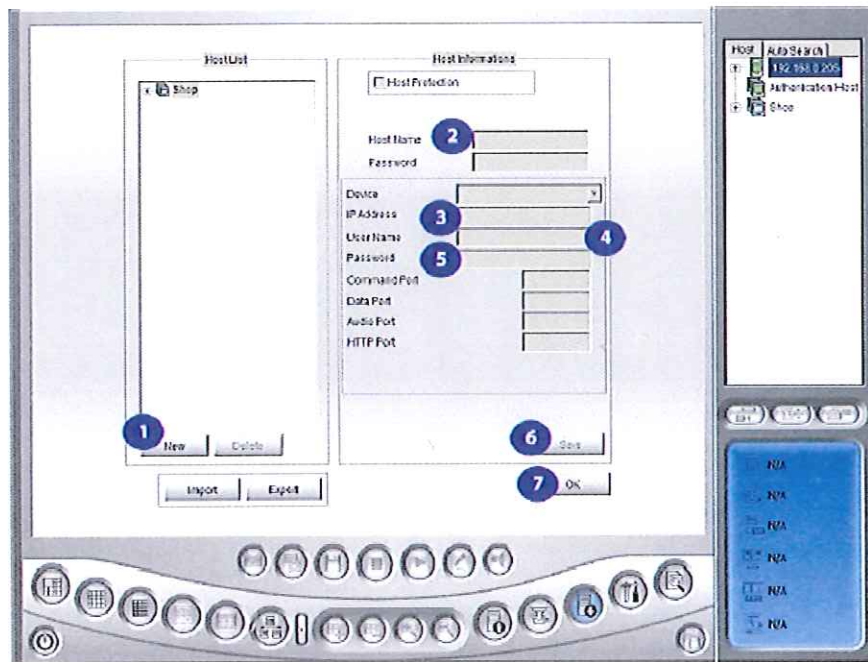 Host List
Shop
1
New
Delete
Import
Export
Host Informations
Host Protection
Host Name
2
Password
Device
IP Address
3
User Name
4
Password
5
Command Port
Data Port
Audio Port
HTTP Port
6
Save
7
OK
Host
Auto Search
192.168.0.205
Authentication Host
Shop
N/A
N/A
N/A
N/A
N/A
N/A